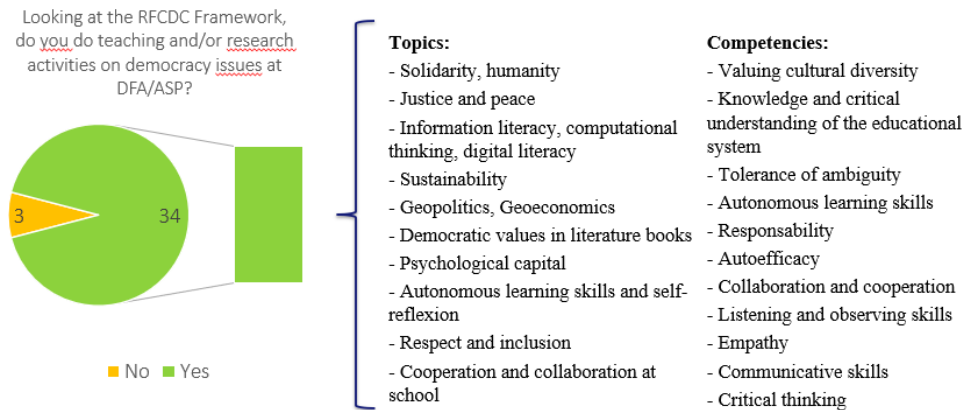 Looking at the RFCDC Framework,
do you do teaching and/or research
activities on democracy issues at
DFA/ASP?
3
34
No
Yes
Topics:
- Solidarity, humanity
- Justice and peace
- Information literacy, computational
thinking, digital literacy
- Sustainability
- Geopolitics, Geoeconomics
- Democratic values in literature books
- Psychological capital
- Autonomous learning skills and self-
reflexion
- Respect and inclusion
- Cooperation and collaboration at
school
Competencies:
- Valuing cultural diversity
- Knowledge and critical
understanding of the educational
system
- Tolerance of ambiguity
- Autonomous learning skills
- Responsability
- Autoefficacy
- Collaboration and cooperation
- Listening and observing skills
- Empathy
- Communicative skills
- Critical thinking